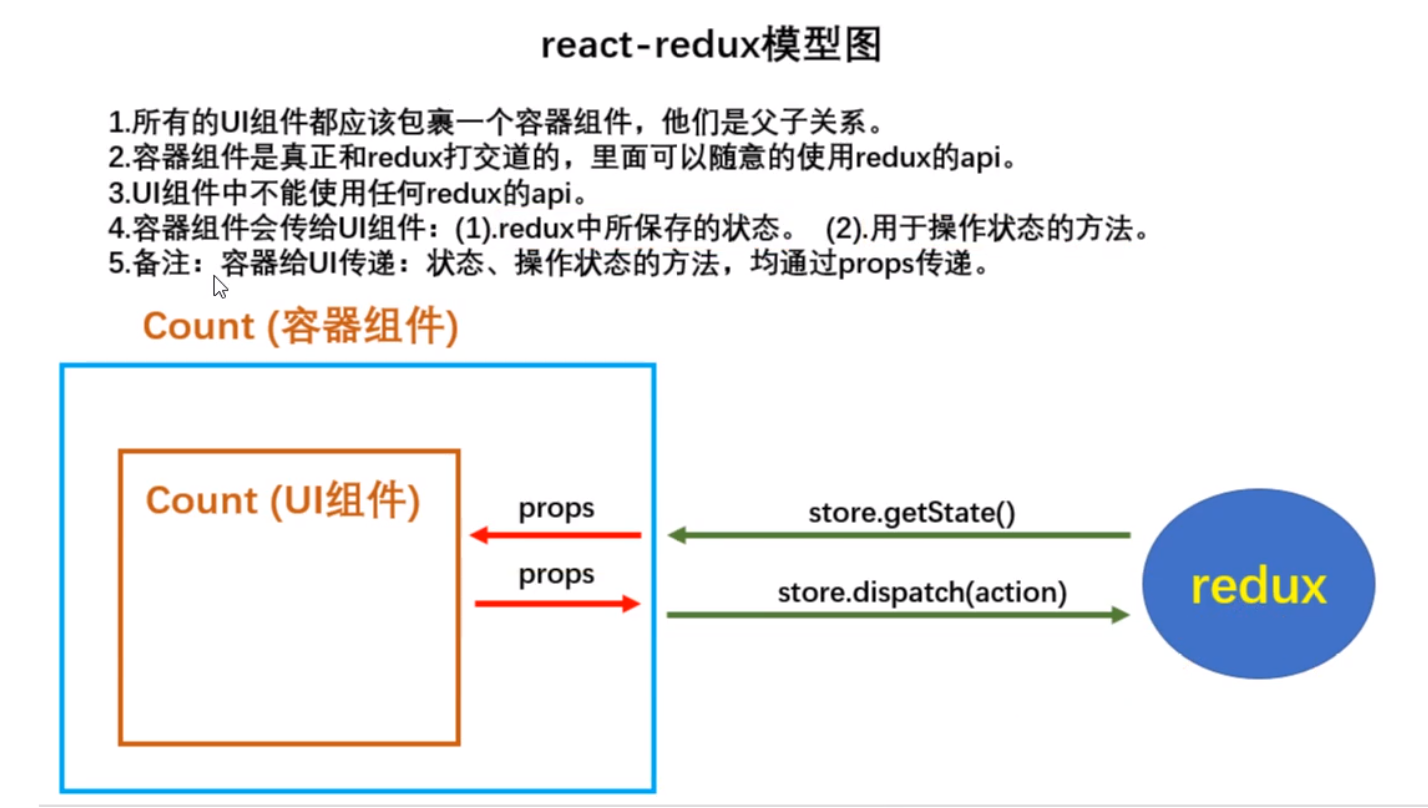 react-redux模型图
1.所有的UI组件都应该包裹一个容器组件，他们是父子关系。
2.容器组件是真正和redux打交道的，里面可以随意的使用redux的api。
3.UI组件中不能使用任何redux的api。
4.容器组件会传给UI组件：(1).redux中所保存的状态。 (2).用于操作状态的方法。
5.备注：容器给UI传递：状态、操作状态的方法，均通过props传递。
Count (容器组件)
Count (UI组件)
props
store.getState()
props
store.dispatch(action)
redux